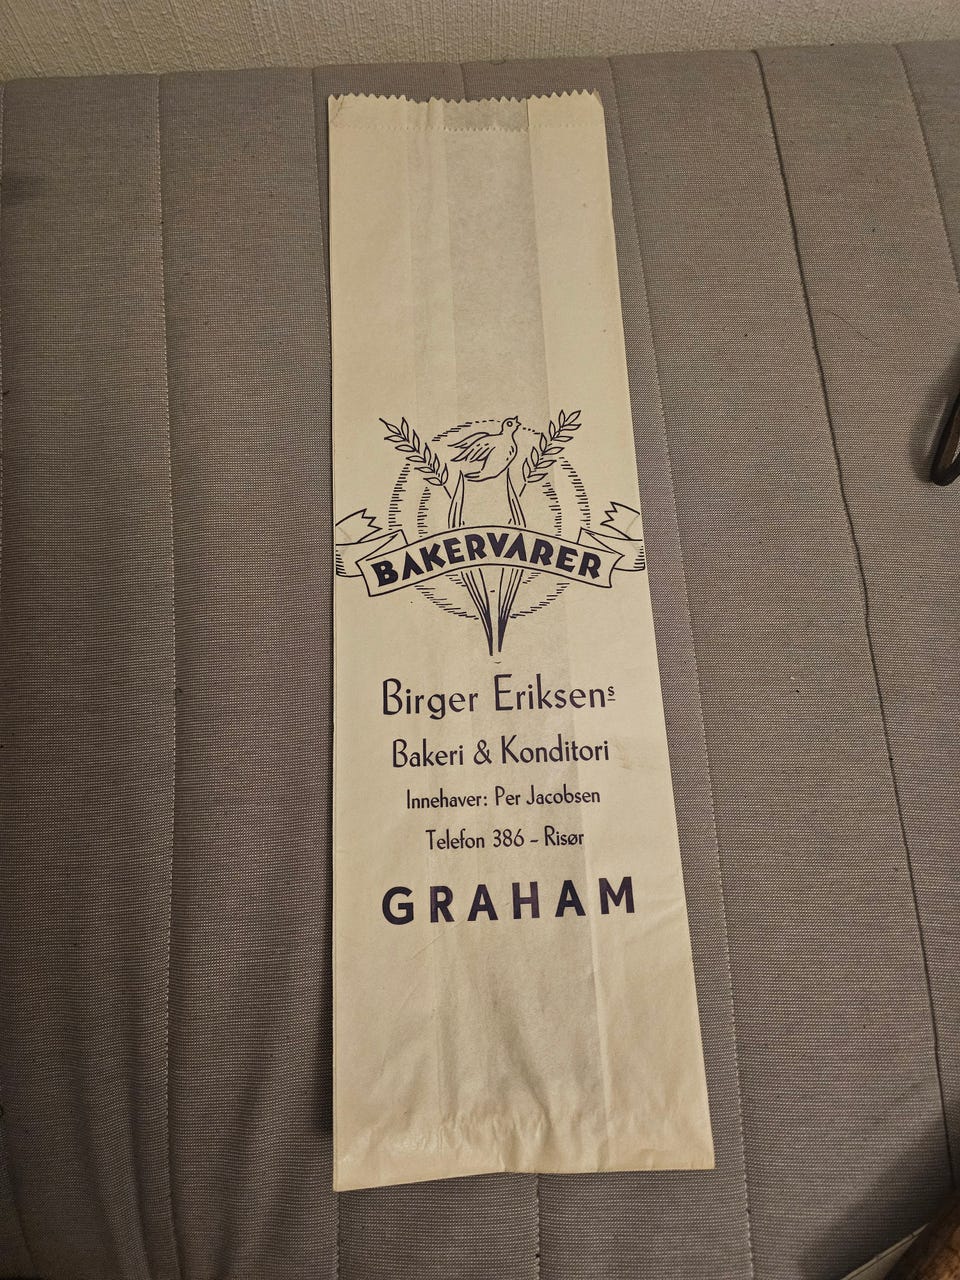 BAKERVARER
Birger Eriksens
Bakeri & Konditori
Innehaver: Per Jacobsen
Telefon 386 - Risør
GRAHAM